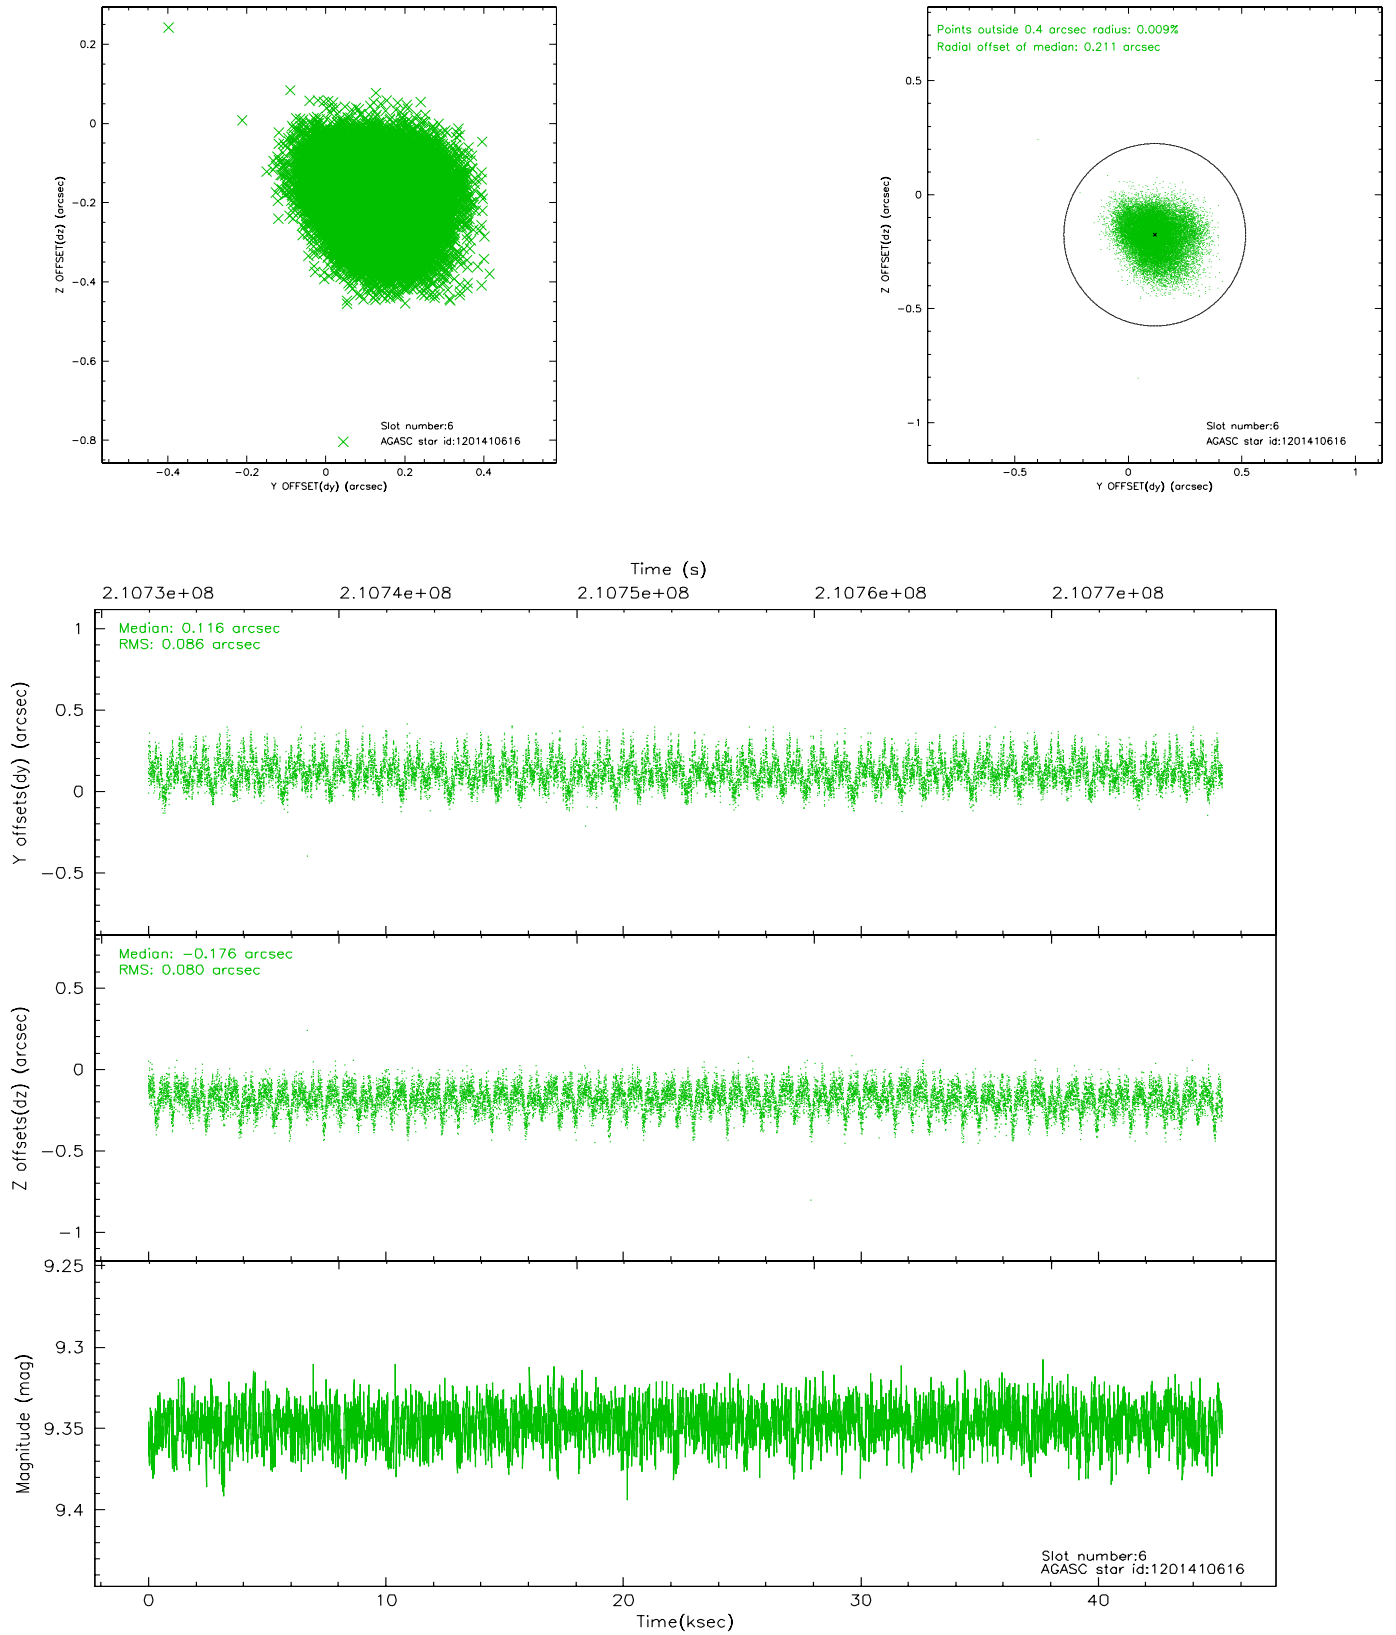 0.2
0
-0.2
-0.4
-0.6
-0.8
Z OFFSET(dz) (arcsec)
Slot number:6
AGASC star id:1201410616
-0.4 -0.2 0 0.2 0.4
Y OFFSET(dy) (arcsec)
Points outside 0.4 arcsec radius: 0.009%
Radial offset of median: 0.211 arcsec
0.5
0
-0.5
-1
Z OFFSET(dz) (arcsec)
Slot number:6
AGASC star id:1201410616
-0.5 0 0.5 1
Y OFFSET(dy) (arcsec)
Time (s)
2.1073e+08 2.1074e+08 2.1075e+08 2.1076e+08 2.1077e+08
Median: 0.116 arcsec
RMS: 0.086 arcsec
1
0.5
0
-0.5
Y offsets(dy) (arcsec)
Median: -0.176 arcsec
RMS: 0.080 arcsec
0.5
0
-0.5
-1
Z offsets(dz) (arcsec)
9.25
9.3
9.35
9.4
Magnitude (mag)
Slot number:6
AGASC star id:1201410616
0 10 20 30 40
Time(ksec)